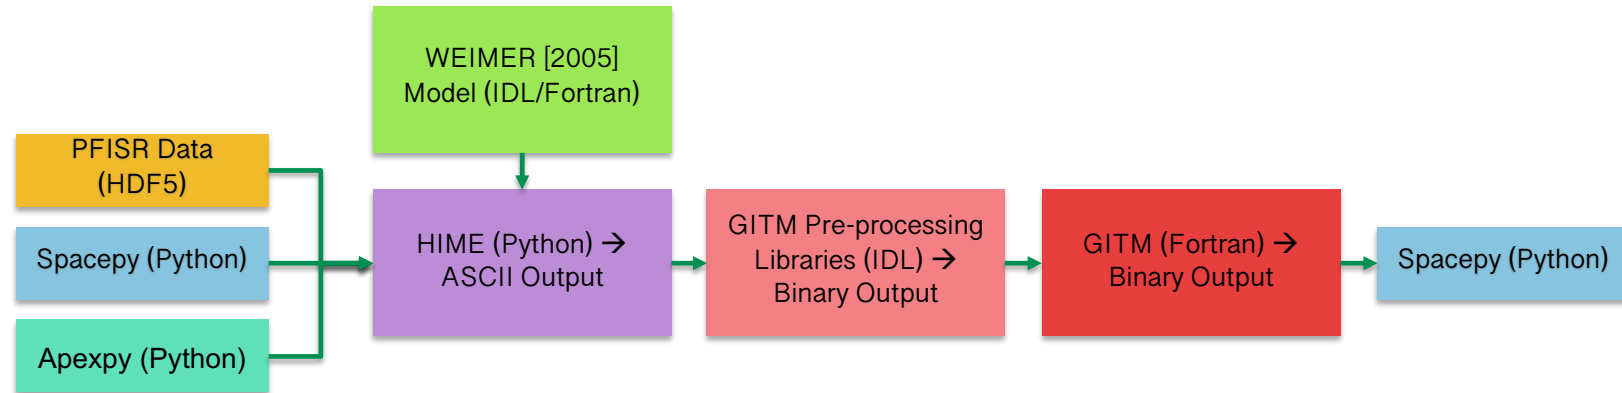 WEIMER [2005]
Model (IDL/Fortran)
PFISR Data
(HDF5)
Spacepy (Python)
Apexpy (Python)
HIME (Python) →
ASCII Output
GITM Pre-processing
Libraries (IDL) →
Binary Output
GITM (Fortran) →
Binary Output
Spacepy (Python)